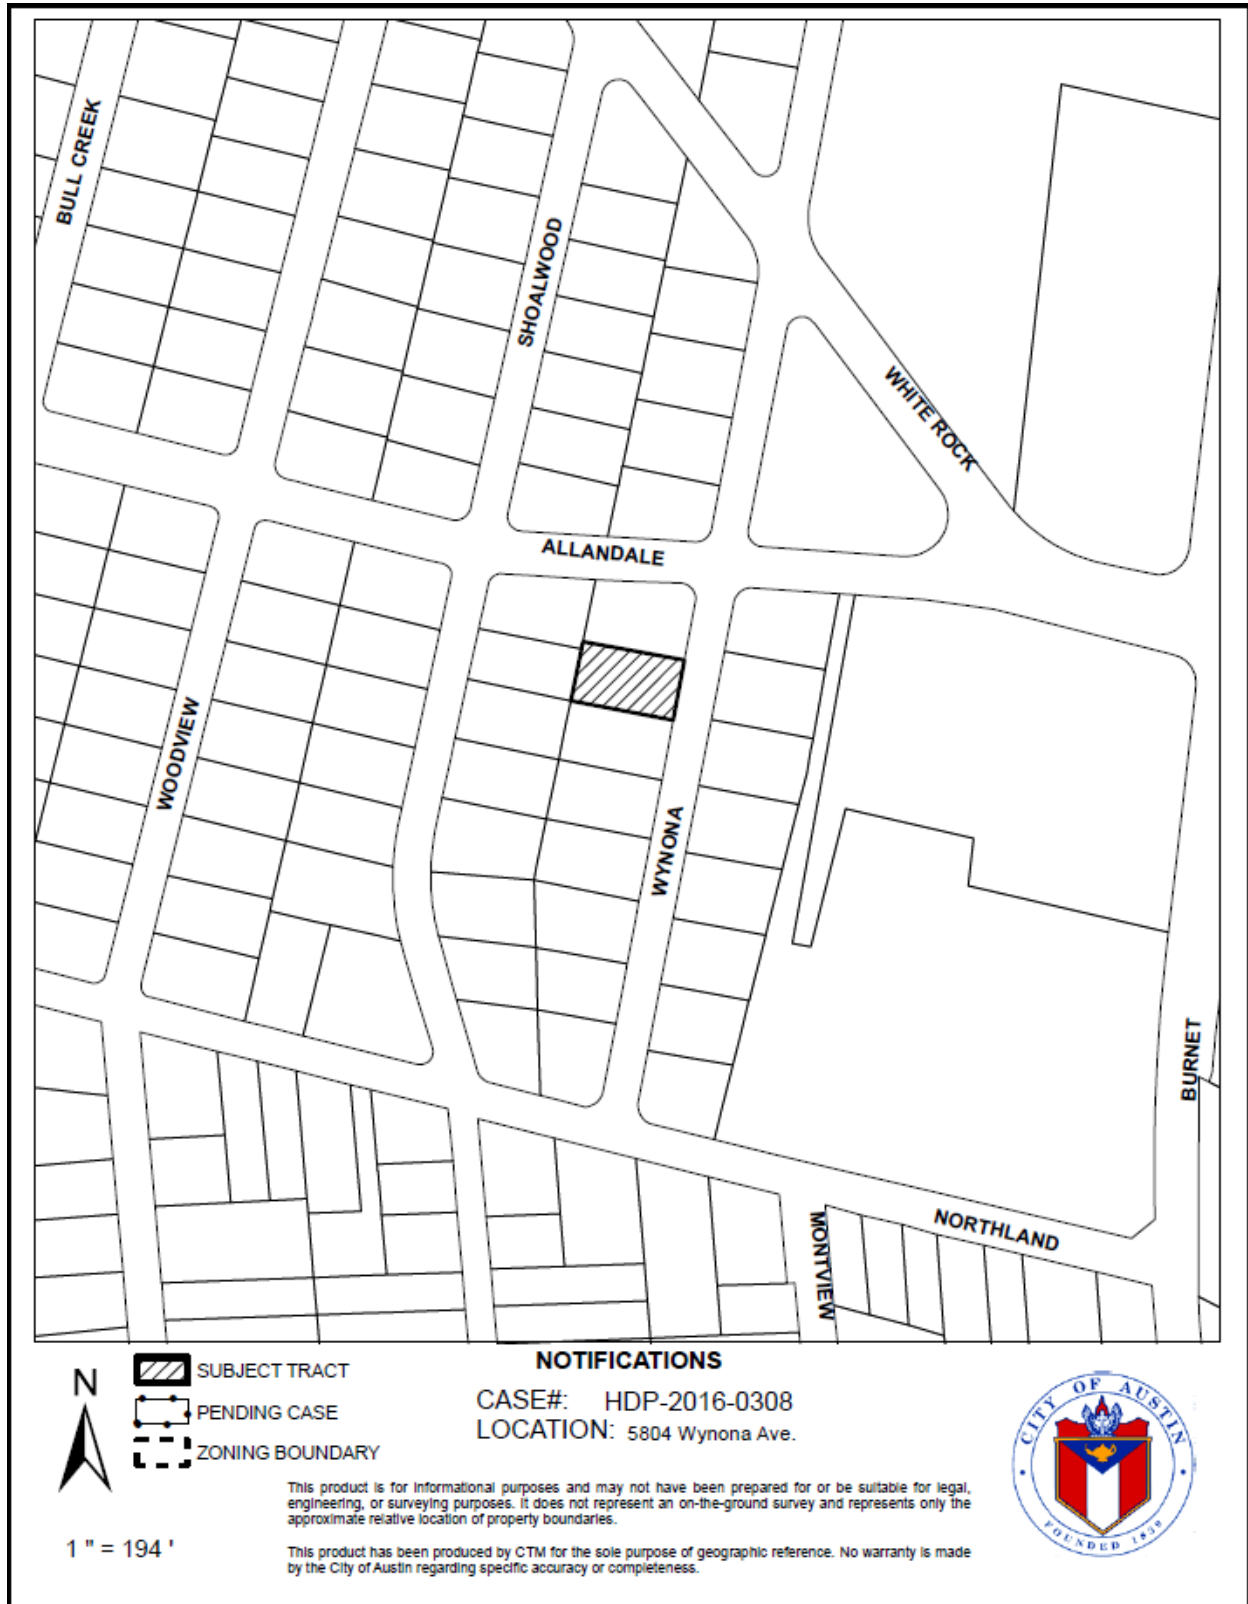 BULL CREEK
SHOALWOOD
WHITE ROCK
ALLANDALE
WOODVIEW
WYNONA
BURNET
MONTVIEW
NORTHLAND
N
SUBJECT TRACT
PENDING CASE
ZONING BOUNDARY
1 " = 194 '
NOTIFICATIONS
CASE#: HDP-2016-0308
LOCATION: 5804 Wynona Ave.
This product is for informational purposes and may not have been prepared for or be suitable for legal,
engineering, or surveying purposes. It does not represent an on-the-ground survey and represents only the
approximate relative location of property boundaries.
This product has been produced by CTM for the sole purpose of geographic reference. No warranty is made
by the City of Austin regarding specific accuracy or completeness.
CITY OF AUSTIN
FOUNDED 1839